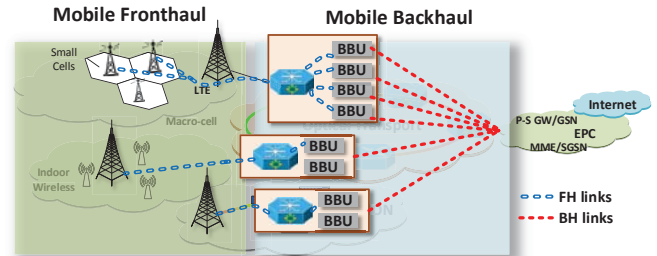 Mobile Fronthaul
Mobile Backhaul
Small
Cells
LTE
Macro-cell
Indoor
Wireless
BBU
BBU
BBU
BBU
BBU
BBU
BBU
BBU
Internet
P-S GW/GSN
EPC
MME/SGSN
FH links
BH links